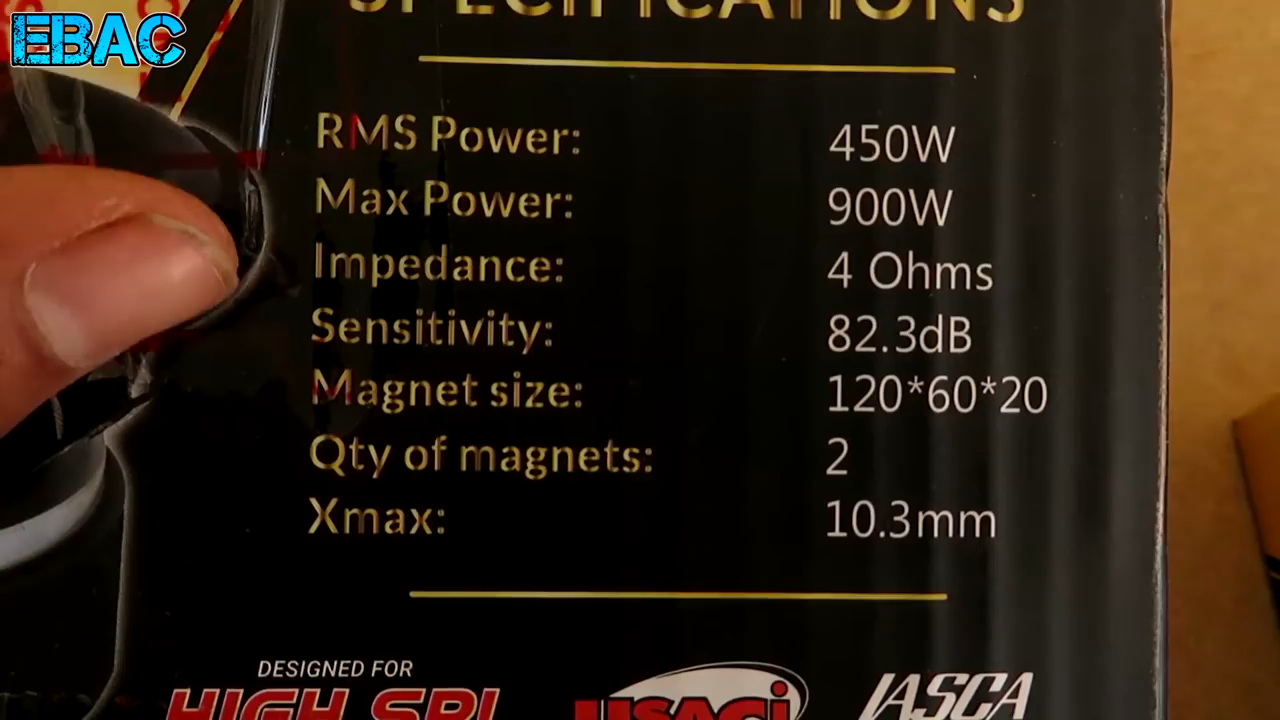 EBAC
SPECIFICATIONS
RMS Power: 450W
Max Power: 900W
Impedance: 4 Ohms
Sensitivity: 82.3dB
Magnet size: 120*60*20
Qty of magnets: 2
Xmax: 10.3mm
DESIGNED FOR
HIGH SPL
USACi
IASCA